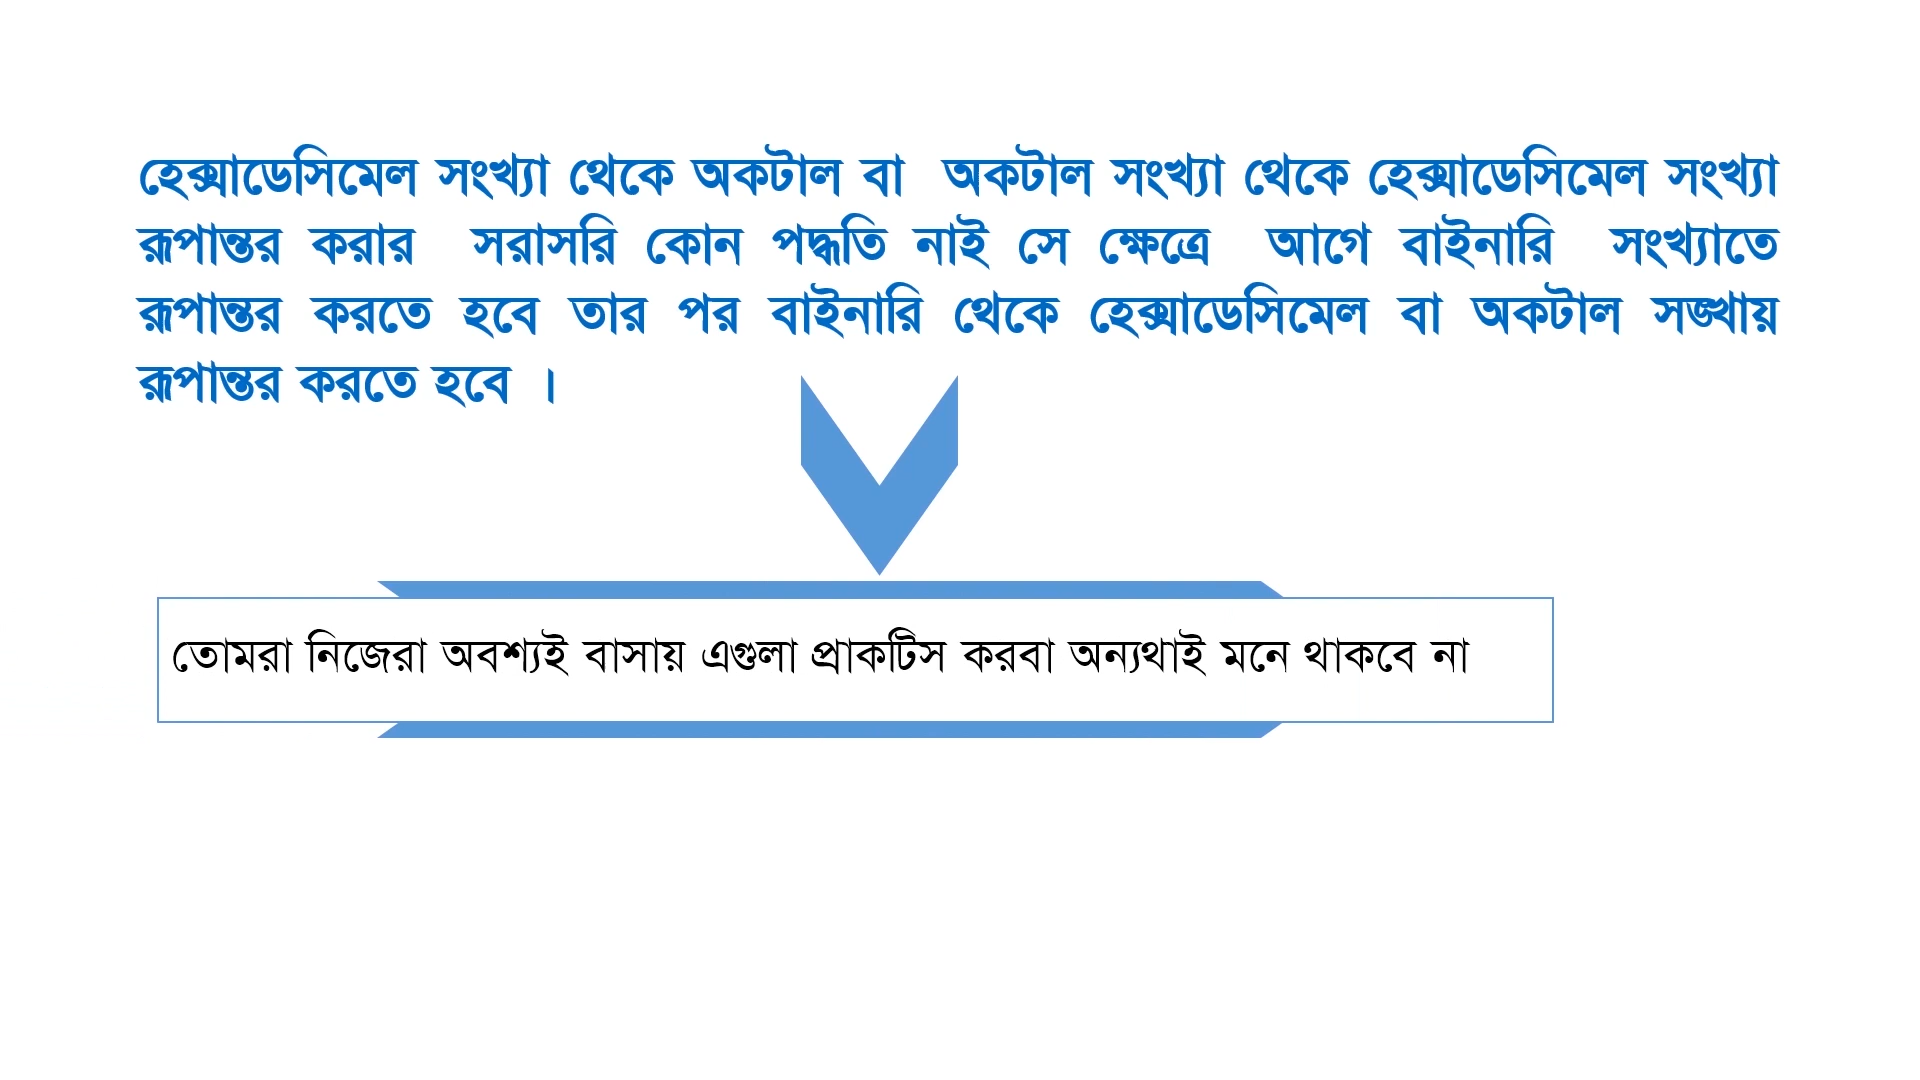 হেক্সাডেসিমেল সংখ্যা থেকে অকটাল বা অকটাল সংখ্যা থেকে হেক্সাডেসিমেল সংখ্যা
রূপান্তর করার সরাসরি কোন পদ্ধতি নাই সে ক্ষেত্রে আগে বাইনারি সংখ্যাতে
রূপান্তর করতে হবে তার পর বাইনারি থেকে হেক্সাডেসিমেল বা অকটাল সঙ্খায়
রূপান্তর করতে হবে ।
তোমরা নিজেরা অবশ্যই বাসায় এগুলা প্রাকটিস করবা অন্যথাই মনে থাকবে না